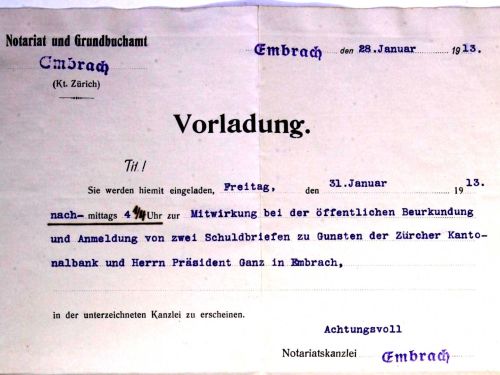 Notariat und Grundbuchamt
Embrach
(Kt. Zürich)
Embrach den 28.Januar 1913.
Vorladung.
Tit!
Sie werden hiemit eingeladen, Freitag, den 31.Januar 1913.
nach- mittags 4 Uhr zur Mitwirkung bei der öffentlichen Beurkundung
und Anmeldung von zwei Schuldbriefen zu Gunsten der Zürcher Kanto-
nalbank und Herrn Präsident Ganz in Embrach,
in der unterzeichneten Kanzlei zu erscheinen.
Achtungsvoll
Notariatskanzlei Embrach